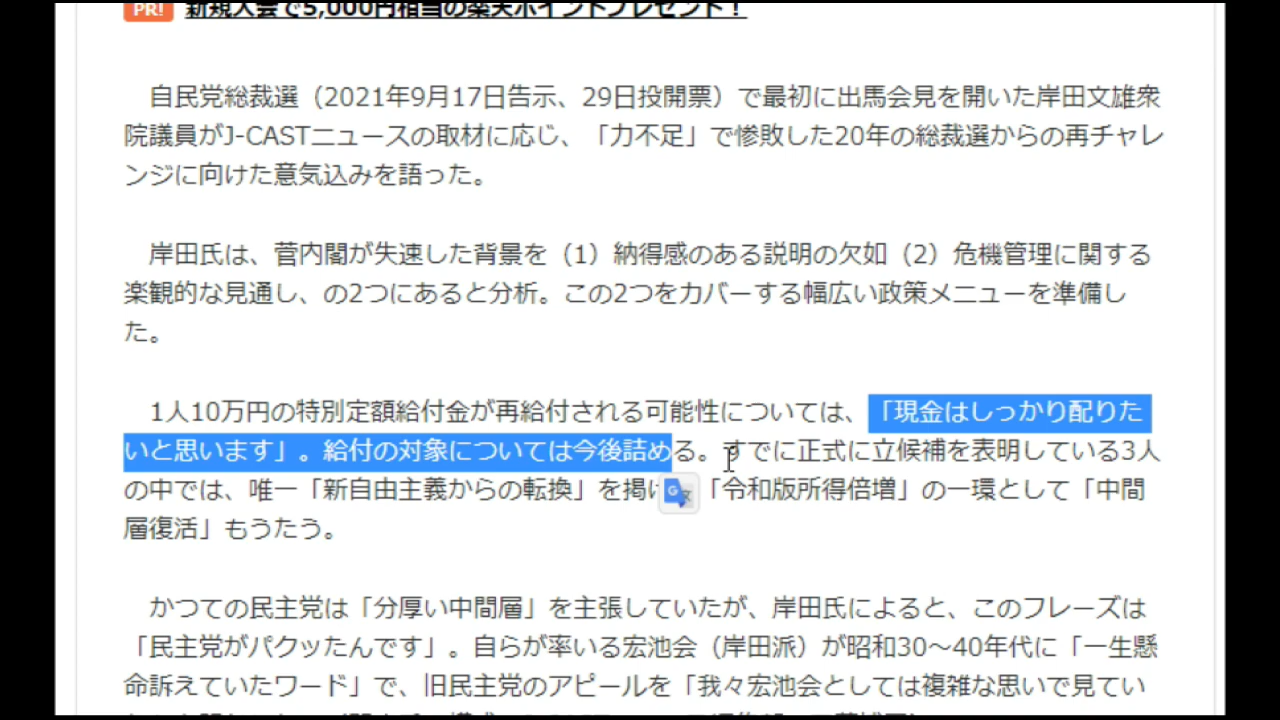 PR! 新規入会で5,000円相当の楽天ポイントプレゼント！
自民党総裁選（2021年9月17日告示、29日投開票）で最初に出馬会見を開いた岸田文雄衆
院議員がJ-CASTニュースの取材に応じ、「力不足」で惨敗した20年の総裁選からの再チャレ
ンジに向けた意気込みを語った。
岸田氏は、菅内閣が失速した背景を（1）納得感のある説明の欠如（2）危機管理に関する
楽観的な見通し、の2つにあると分析。この2つをカバーする幅広い政策メニューを準備し
た。
1人10万円の特別定額給付金が再給付される可能性については、「現金はしっかり配りた
いと思います」。給付の対象については今後詰める。すでに正式に立候補を表明している3人
の中では、唯一「新自由主義からの転換」を掲げ「令和版所得倍増」の一環として「中間
層復活」もうたう。
かつての民主党は「分厚い中間層」を主張していたが、岸田氏によると、このフレーズは
「民主党がパクッたんです」。自らが率いる宏池会（岸田派）が昭和30～40年代に「一生懸
命訴えていたワード」で、旧民主党のアピールを「我々宏池会としては複雑な思いで見てい